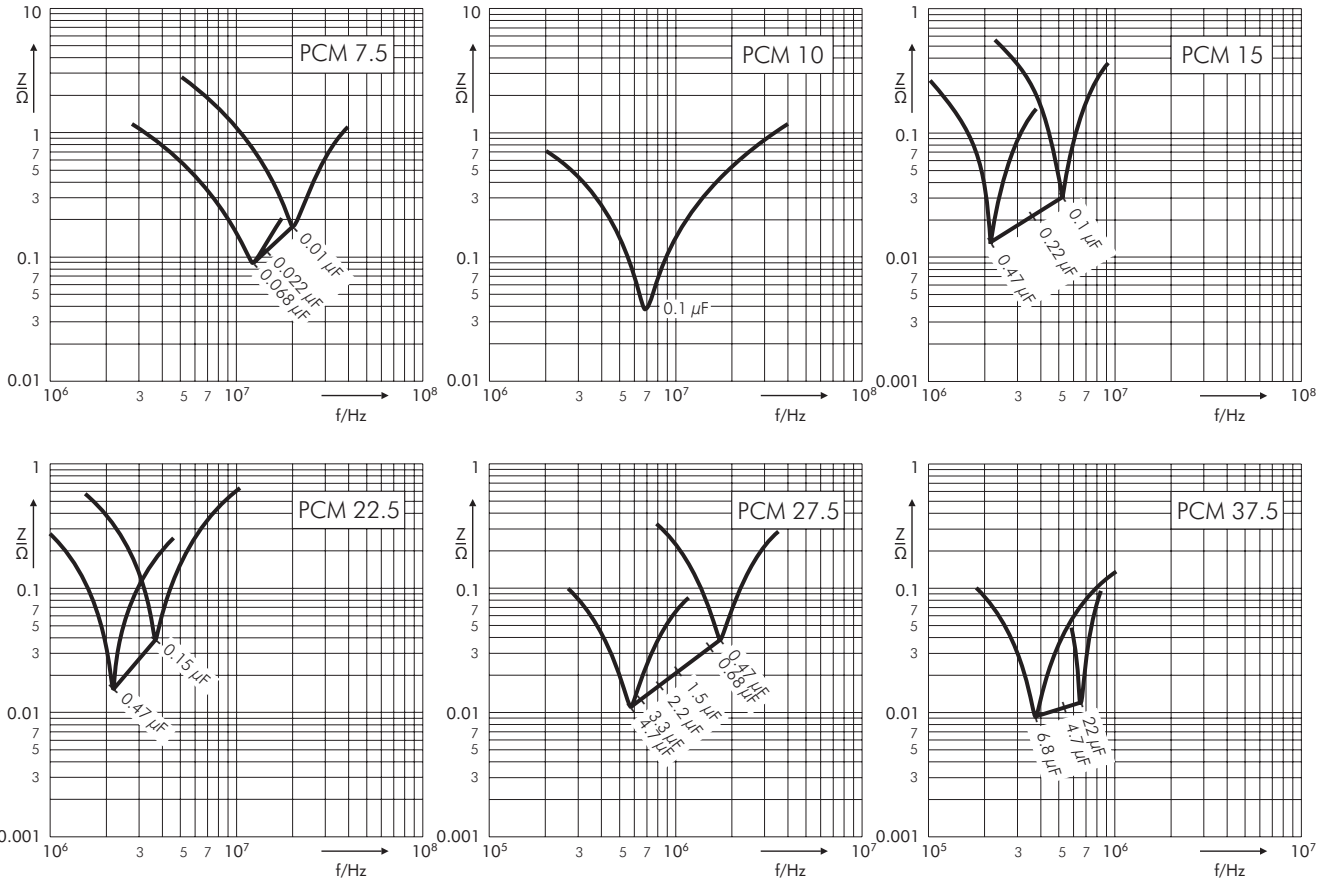 10
Z
Ω
PCM 7.5
1
7
5
3
0.1
7
5
3
0.01
0.01 µF
0.022 µF
0.068 µF
10⁶ 3 5 7 10⁷ 10⁸
f/Hz
10
Z
Ω
PCM 10
1
7
5
3
0.1
7
5
3
0.01
0.1 µF
10⁶ 3 5 7 10⁷ 10⁸
f/Hz
1
Z
Ω
PCM 15
0.1
7
5
3
0.01
7
5
3
0.001
0.1 µF
0.22 µF
0.47 µF
10⁶ 3 5 7 10⁷ 10⁸
f/Hz
1
Z
Ω
PCM 22.5
0.1
7
5
3
0.01
7
5
3
0.001
0.15 µF
0.47 µF
10⁶ 3 5 7 10⁷ 10⁸
f/Hz
1
Z
Ω
PCM 27.5
0.1
7
5
3
0.01
7
5
3
0.001
0.47 µF
0.68 µF
1.5 µF
2.2 µF
3.3 µF
4.7 µF
10⁵ 3 5 7 10⁶ 10⁷
f/Hz
1
Z
Ω
PCM 37.5
0.1
7
5
3
0.01
7
5
3
0.001
22 µF
4.7 µF
6.8 µF
10⁵ 3 5 7 10⁶ 10⁷
f/Hz